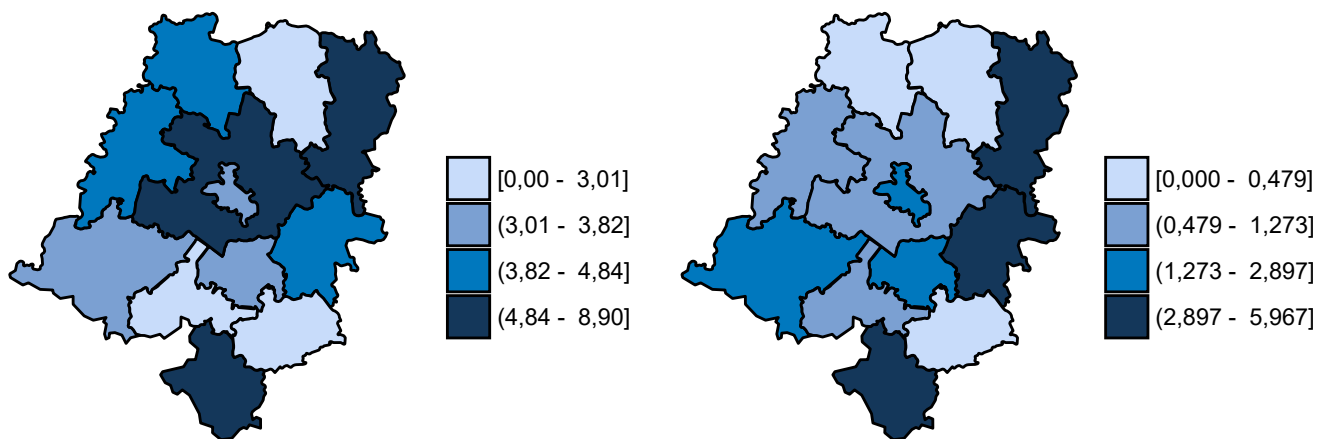 [0,00 - 3,01]
(3,01 - 3,82]
(3,82 - 4,84]
(4,84 - 8,90]
[0,000 - 0,479]
(0,479 - 1,273]
(1,273 - 2,897]
(2,897 - 5,967]